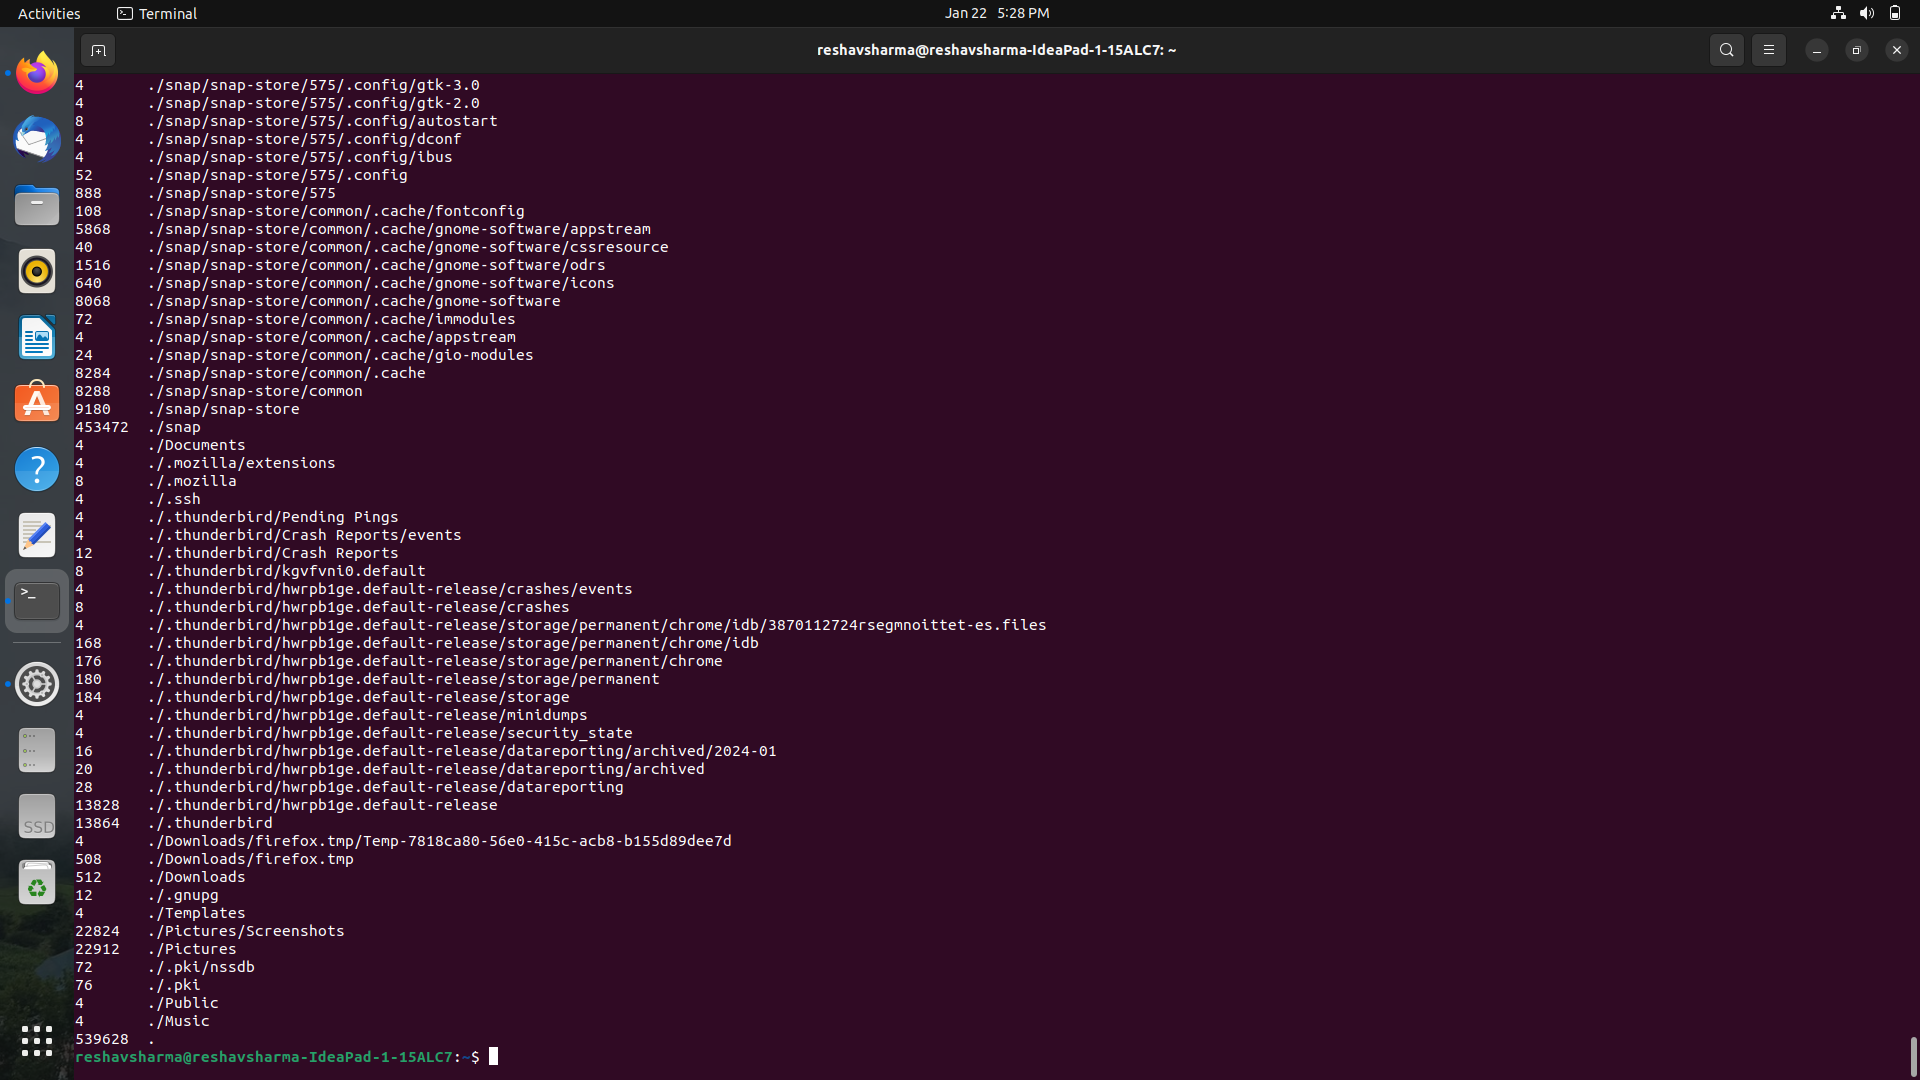 Activities Terminal Jan 22 5:28 PM
reshavsharma@reshavsharma-IdeaPad-1-15ALC7: ~
4 ./snap/snap-store/575/.config/gtk-3.0
4 ./snap/snap-store/575/.config/gtk-2.0
8 ./snap/snap-store/575/.config/autostart
4 ./snap/snap-store/575/.config/dconf
4 ./snap/snap-store/575/.config/ibus
52 ./snap/snap-store/575/.config
888 ./snap/snap-store/575
108 ./snap/snap-store/common/.cache/fontconfig
5868 ./snap/snap-store/common/.cache/gnome-software/appstream
40 ./snap/snap-store/common/.cache/gnome-software/cssresource
1516 ./snap/snap-store/common/.cache/gnome-software/odrs
640 ./snap/snap-store/common/.cache/gnome-software/icons
8068 ./snap/snap-store/common/.cache/gnome-software
72 ./snap/snap-store/common/.cache/immodules
4 ./snap/snap-store/common/.cache/appstream
24 ./snap/snap-store/common/.cache/gio-modules
8284 ./snap/snap-store/common/.cache
8288 ./snap/snap-store/common
9180 ./snap/snap-store
453472 ./snap
4 ./Documents
4 ./.mozilla/extensions
8 ./.mozilla
4 ./.ssh
4 ./.thunderbird/Pending Pings
4 ./.thunderbird/Crash Reports/events
12 ./.thunderbird/Crash Reports
8 ./.thunderbird/kgvfvni0.default
4 ./.thunderbird/hwrpb1ge.default-release/crashes/events
8 ./.thunderbird/hwrpb1ge.default-release/crashes
4 ./.thunderbird/hwrpb1ge.default-release/storage/permanent/chrome/idb/3870112724rsegmnoittet-es.files
168 ./.thunderbird/hwrpb1ge.default-release/storage/permanent/chrome/idb
176 ./.thunderbird/hwrpb1ge.default-release/storage/permanent/chrome
180 ./.thunderbird/hwrpb1ge.default-release/storage/permanent
184 ./.thunderbird/hwrpb1ge.default-release/storage
4 ./.thunderbird/hwrpb1ge.default-release/minidumps
4 ./.thunderbird/hwrpb1ge.default-release/security_state
16 ./.thunderbird/hwrpb1ge.default-release/datareporting/archived/2024-01
20 ./.thunderbird/hwrpb1ge.default-release/datareporting/archived
28 ./.thunderbird/hwrpb1ge.default-release/datareporting
13828 ./.thunderbird/hwrpb1ge.default-release
13864 ./.thunderbird
4 ./Downloads/firefox.tmp/Temp-7818ca80-56e0-415c-acb8-b155d89dee7d
508 ./Downloads/firefox.tmp
512 ./Downloads
12 ./.gnupg
4 ./Templates
22824 ./Pictures/Screenshots
22912 ./Pictures
72 ./.pki/nssdb
76 ./.pki
4 ./Public
4 ./Music
539628 .
reshavsharma@reshavsharma-IdeaPad-1-15ALC7:~$
SSD